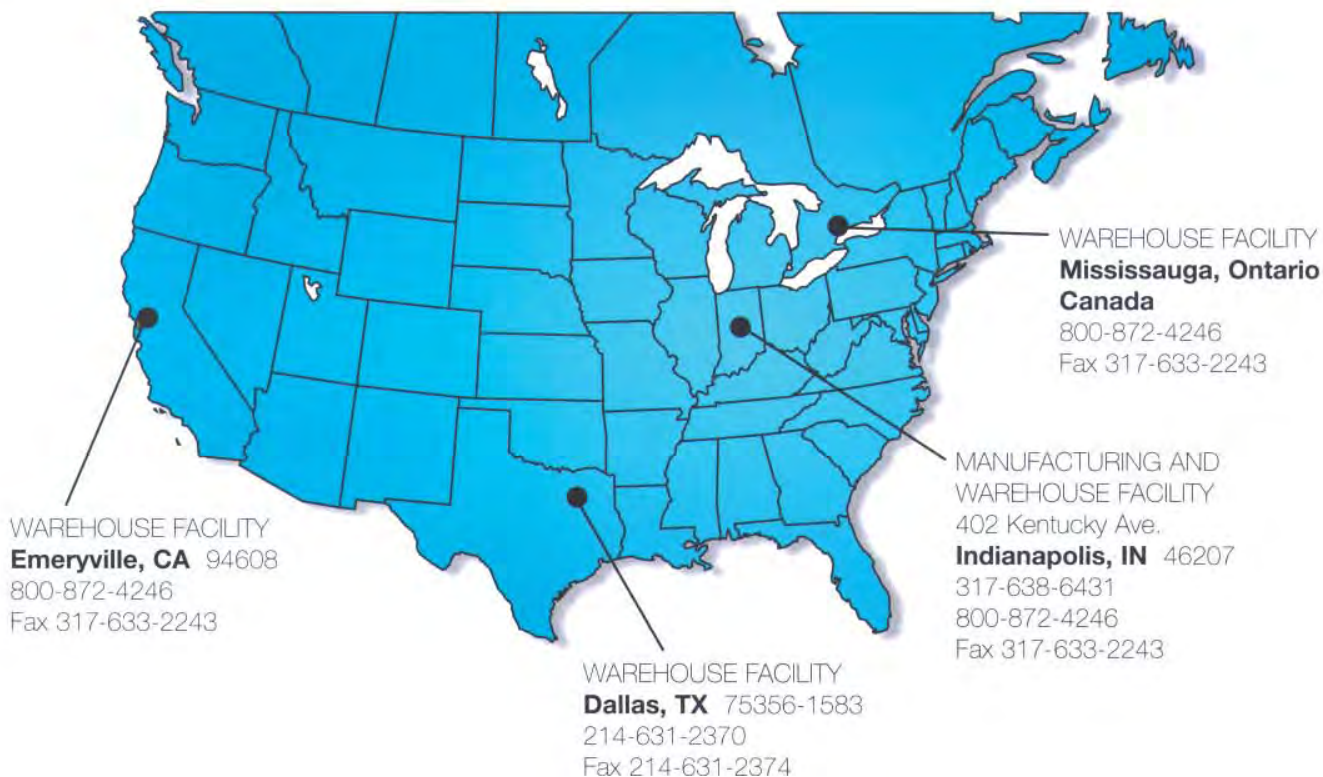 WAREHOUSE FACILITY
Mississauga, Ontario
Canada
800-872-4246
Fax 317-633-2243
MANUFACTURING AND
WAREHOUSE FACILITY
402 Kentucky Ave.
Indianapolis, IN 46207
317-638-6431
800-872-4246
Fax 317-633-2243
WAREHOUSE FACILITY
Emeryville, CA 94608
800-872-4246
Fax 317-633-2243
WAREHOUSE FACILITY
Dallas, TX 75356-1583
214-631-2370
Fax 214-631-2374